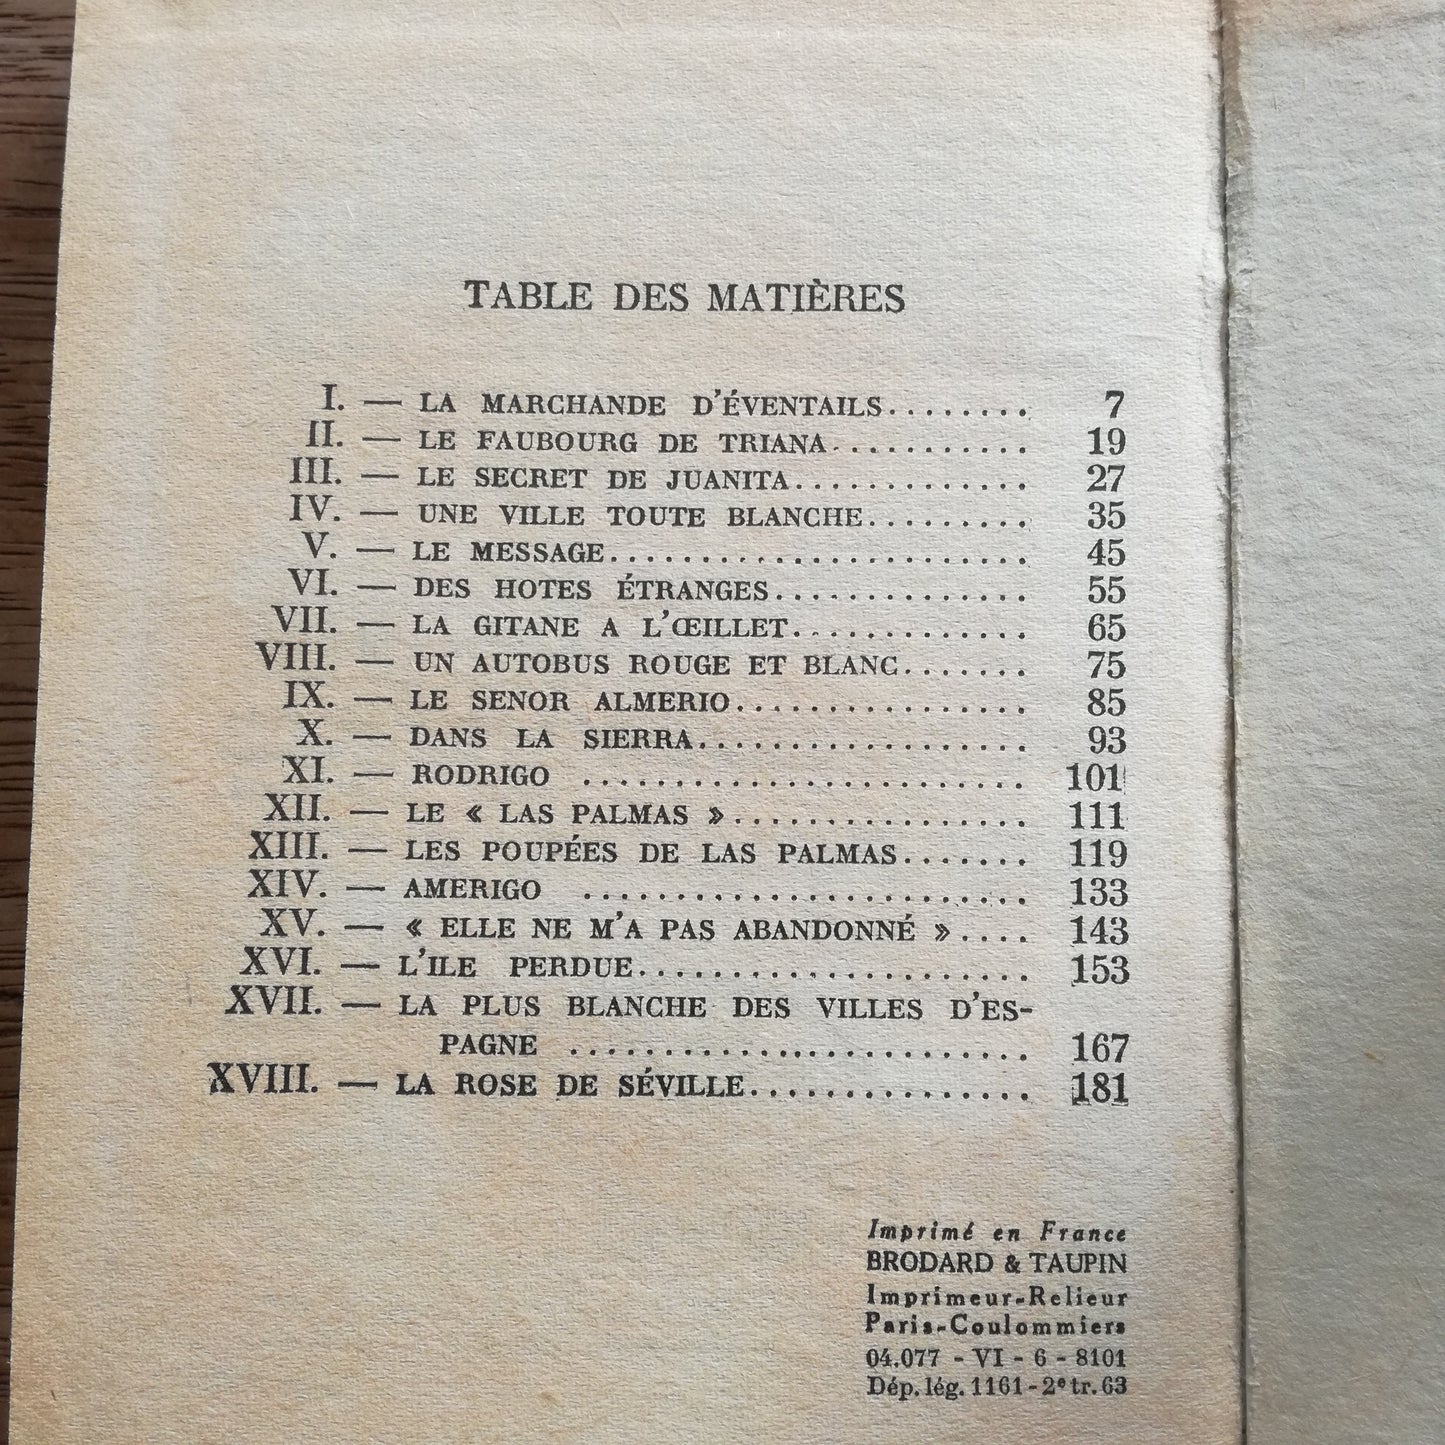 TABLE DES MATIÈRES
I. — LA MARCHANDE D'ÉVENTAILS........ 7
II. — LE FAUBOURG DE TRIANA........... 19
III. — LE SECRET DE JUANITA............. 27
IV. — UNE VILLE TOUTE BLANCHE......... 35
V. — LE MESSAGE....................... 45
VI. — DES HOTES ÉTRANGES.............. 55
VII. — LA GITANE A L'ŒILLET............. 65
VIII. — UN AUTOBUS ROUGE ET BLANC....... 75
IX. — LE SENOR ALMERIO................ 85
X. — DANS LA SIERRA.................. 93
XI. — RODRIGO ........................ 101
XII. — LE « LAS PALMAS »................ 111
XIII. — LES POUPÉES DE LAS PALMAS....... 119
XIV. — AMERIGO ........................ 133
XV. — « ELLE NE M'A PAS ABANDONNÉ ».... 143
XVI. — L'ILE PERDUE..................... 153
XVII. — LA PLUS BLANCHE DES VILLES D'ES-
PAGNE ......................... 167
XVIII. — LA ROSE DE SÉVILLE............... 181
Imprimé en France
BRODARD & TAUPIN
Imprimeur-Relieur
Paris-Coulommiers
04.077 - VI - 6 - 8101
Dép. lég. 1161 - 2e tr. 63